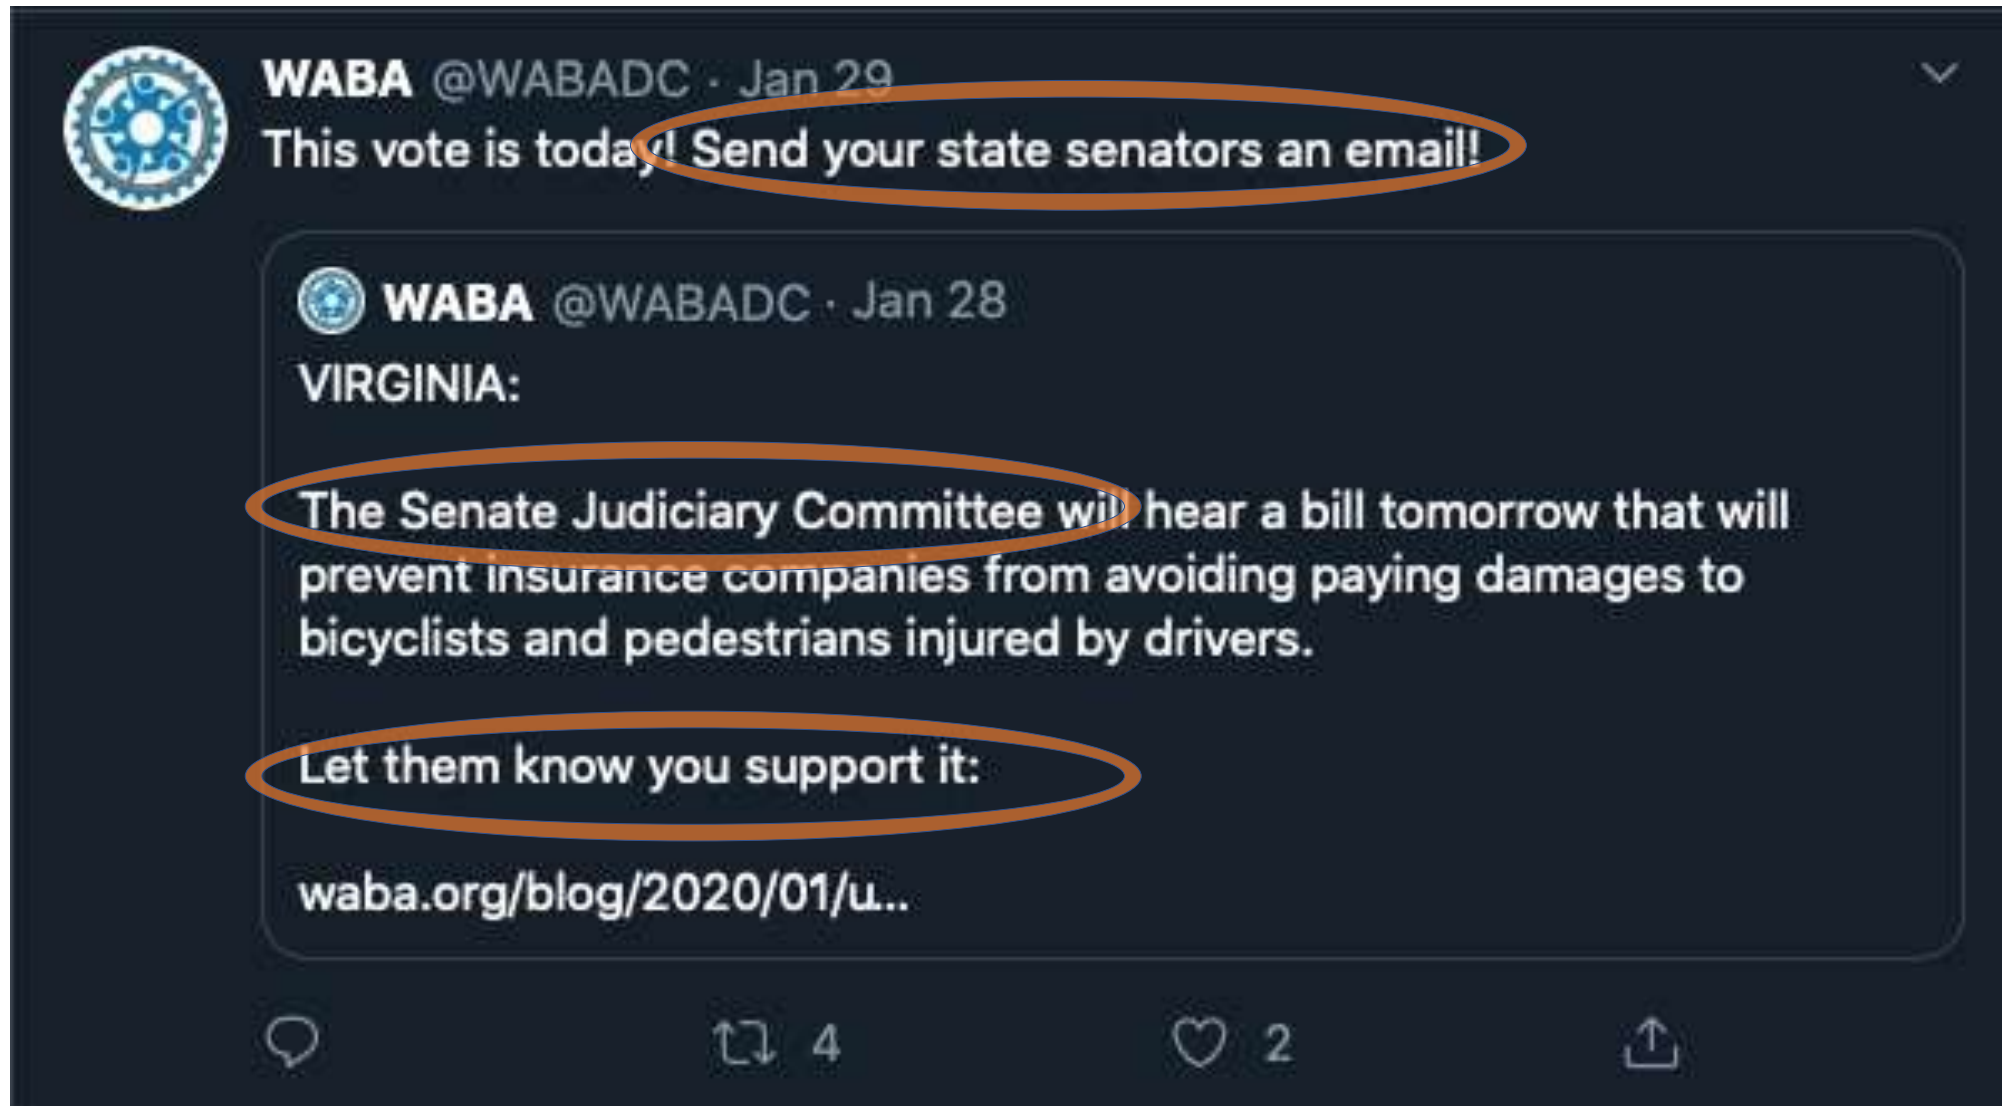 WABA @WABADC · Jan 29
This vote is today! Send your state senators an email!
WABA @WABADC · Jan 28
VIRGINIA:
The Senate Judiciary Committee will hear a bill tomorrow that will
prevent insurance companies from avoiding paying damages to
bicyclists and pedestrians injured by drivers.
Let them know you support it:
waba.org/blog/2020/01/u...
4 2